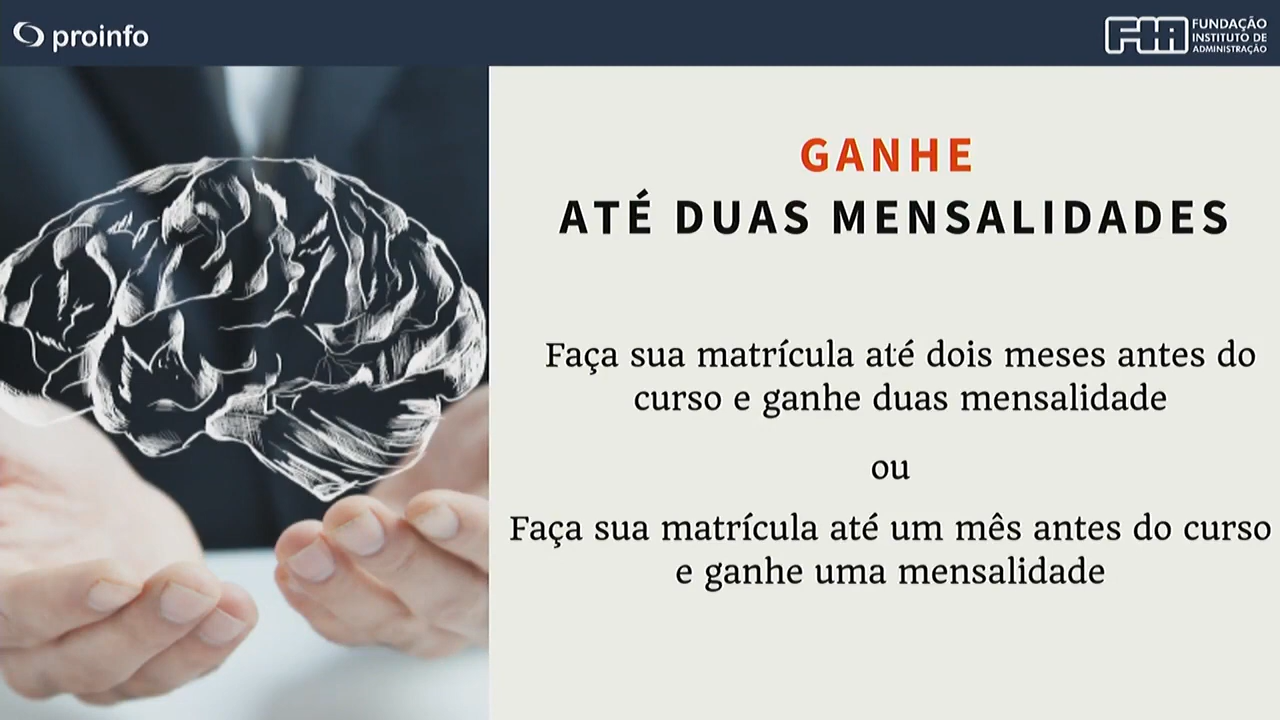 proinfo
FIA FUNDAÇÃO
INSTITUTO DE
ADMINISTRAÇÃO
GANHE
ATÉ DUAS MENSALIDADES
Faça sua matrícula até dois meses antes do
curso e ganhe duas mensalidade
ou
Faça sua matrícula até um mês antes do curso
e ganhe uma mensalidade